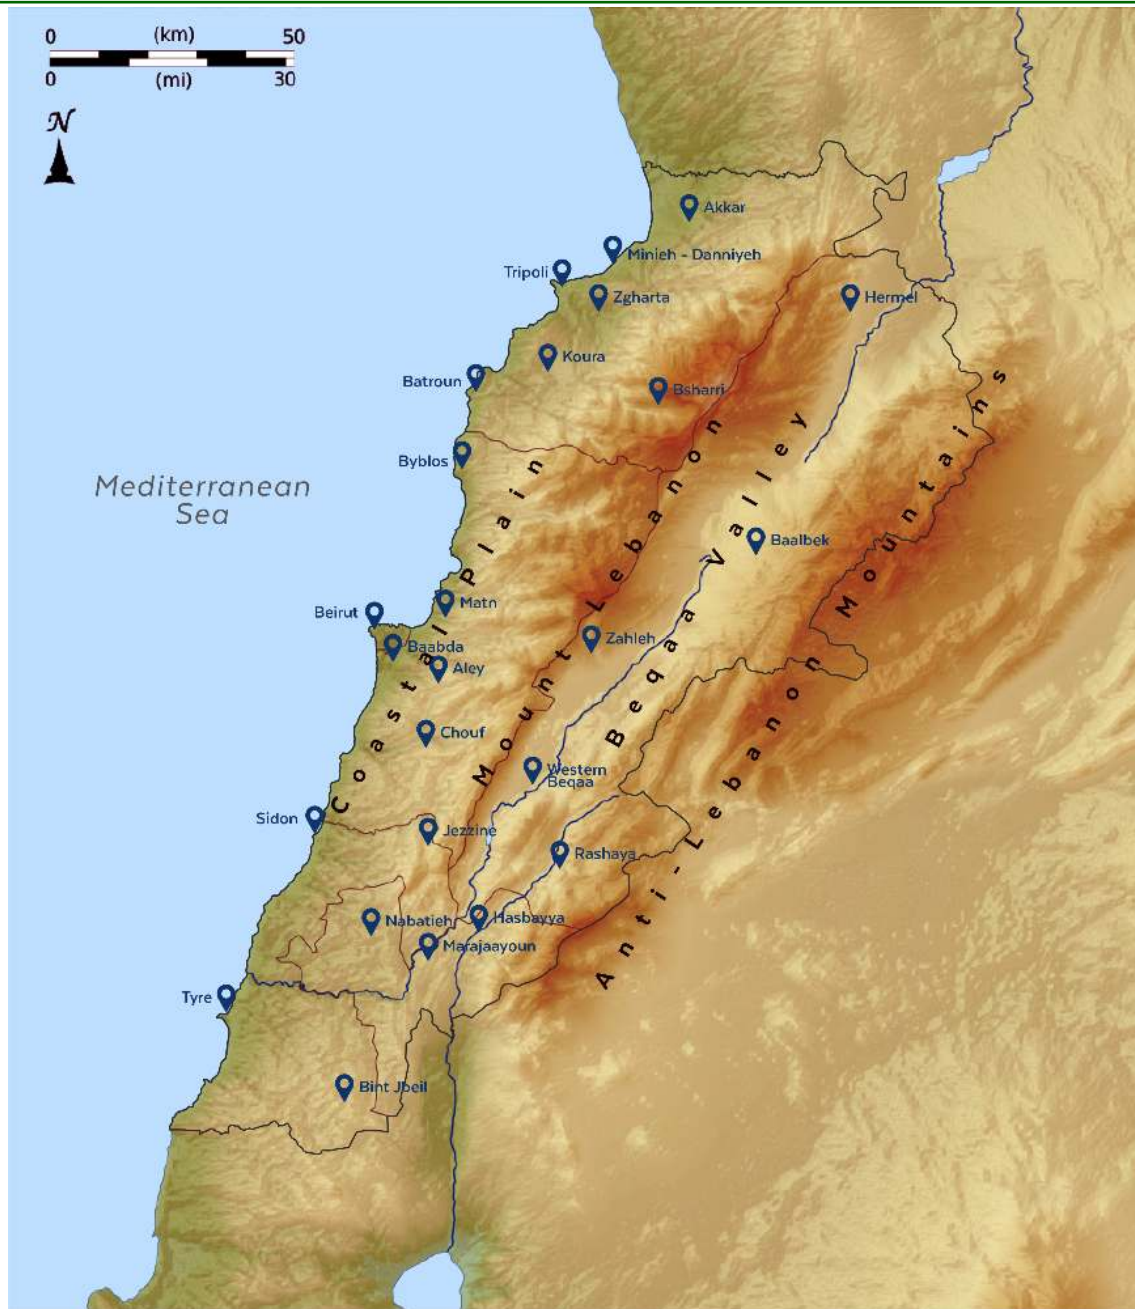 0 (km) 50
0 (mi) 30
N
Akkar
Minieh - Danniyeh
Tripoli
Zgharta
Hermel
Koura
Batroun
Bsharri
Byblos
Mediterranean
Sea
Baalbek
Matn
Beirut
Baabda
Zahleh
Aley
Chouf
Western
Beqaa
Sidon
Jezzine
Rashaya
Nabatieh
Hasbayya
Marajaayoun
Tyre
Bint Jbeil
Coastal Plain
Mount Lebanon
Beqaa Valley
Anti-Lebanon Mountains